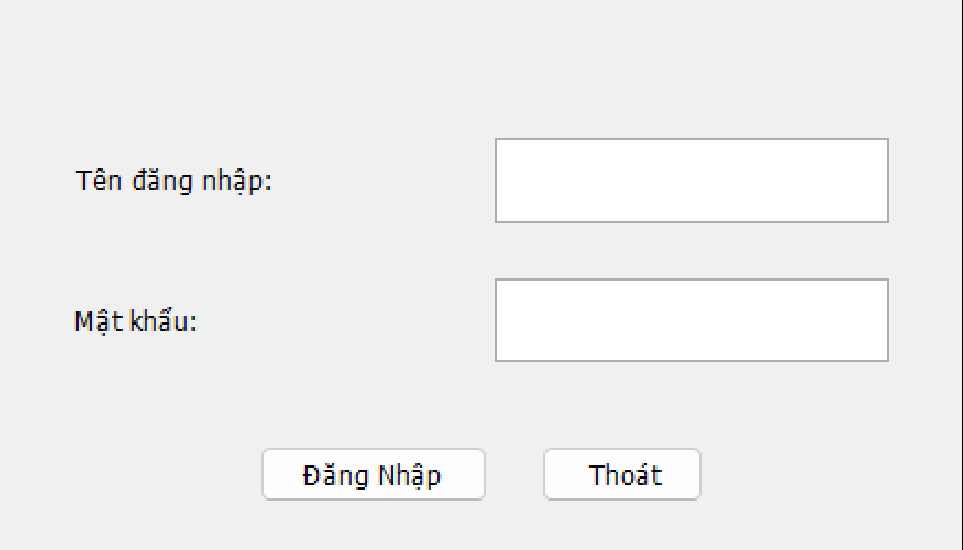 Tên đăng nhập:
Mật khẩu:
Đăng Nhập
Thoát